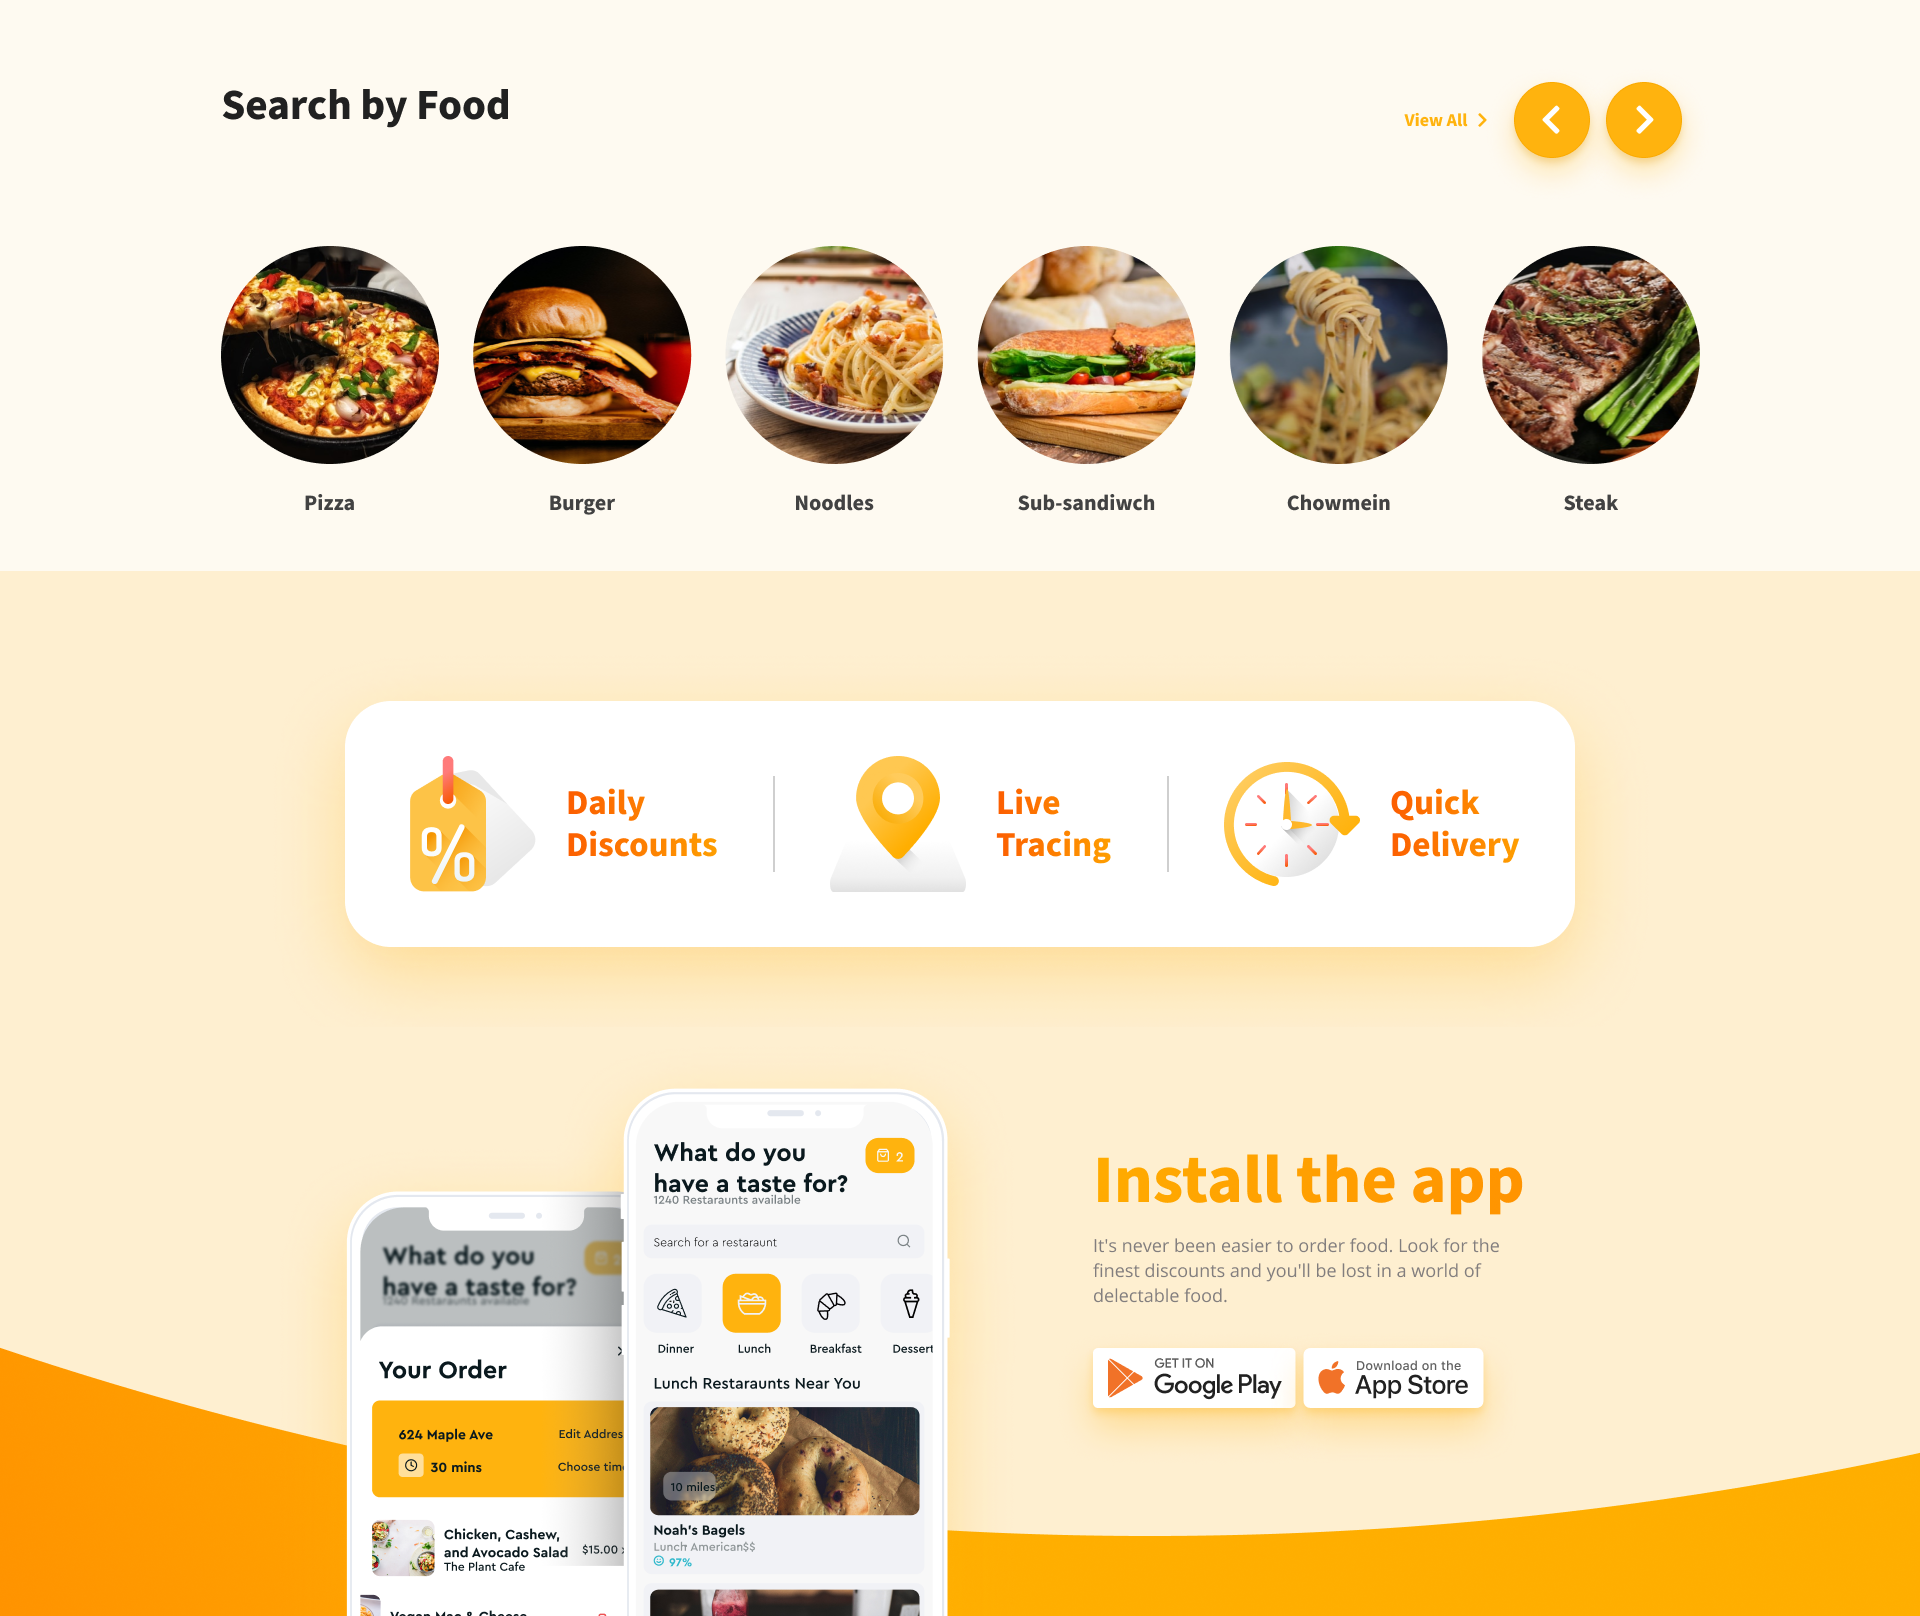 Search by Food
View All
Pizza
Burger
Noodles
Sub-sandiwch
Chowmein
Steak
Daily
Discounts
Live
Tracing
Quick
Delivery
What do you
have a taste for?
1240 Restaraunts available
Your Order
624 Maple Ave
Edit Addres
30 mins
Choose tim
Chicken, Cashew,
and Avocado Salad
The Plant Cafe
$15.00
Vegan Mac & Cheese
What do you
have a taste for?
1240 Restaraunts available
2
Search for a restaraunt
Dinner
Lunch
Breakfast
Dessert
Lunch Restaraunts Near You
10 miles
Noah's Bagels
Lunch American$$
97%
Install the app
It's never been easier to order food. Look for the
finest discounts and you'll be lost in a world of
delectable food.
GET IT ON
Google Play
Download on the
App Store